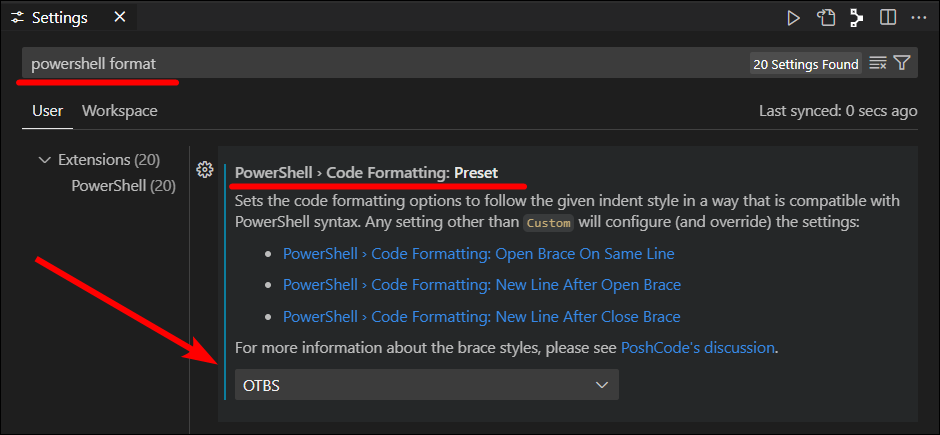 Settings
powershell format
20 Settings Found
User Workspace Last synced: 0 secs ago
Extensions (20)
PowerShell (20)
PowerShell › Code Formatting: Preset
Sets the code formatting options to follow the given indent style in a way that is compatible with
PowerShell syntax. Any setting other than Custom will configure (and override) the settings:
• PowerShell › Code Formatting: Open Brace On Same Line
• PowerShell › Code Formatting: New Line After Open Brace
• PowerShell › Code Formatting: New Line After Close Brace
For more information about the brace styles, please see PoshCode's discussion.
OTBS